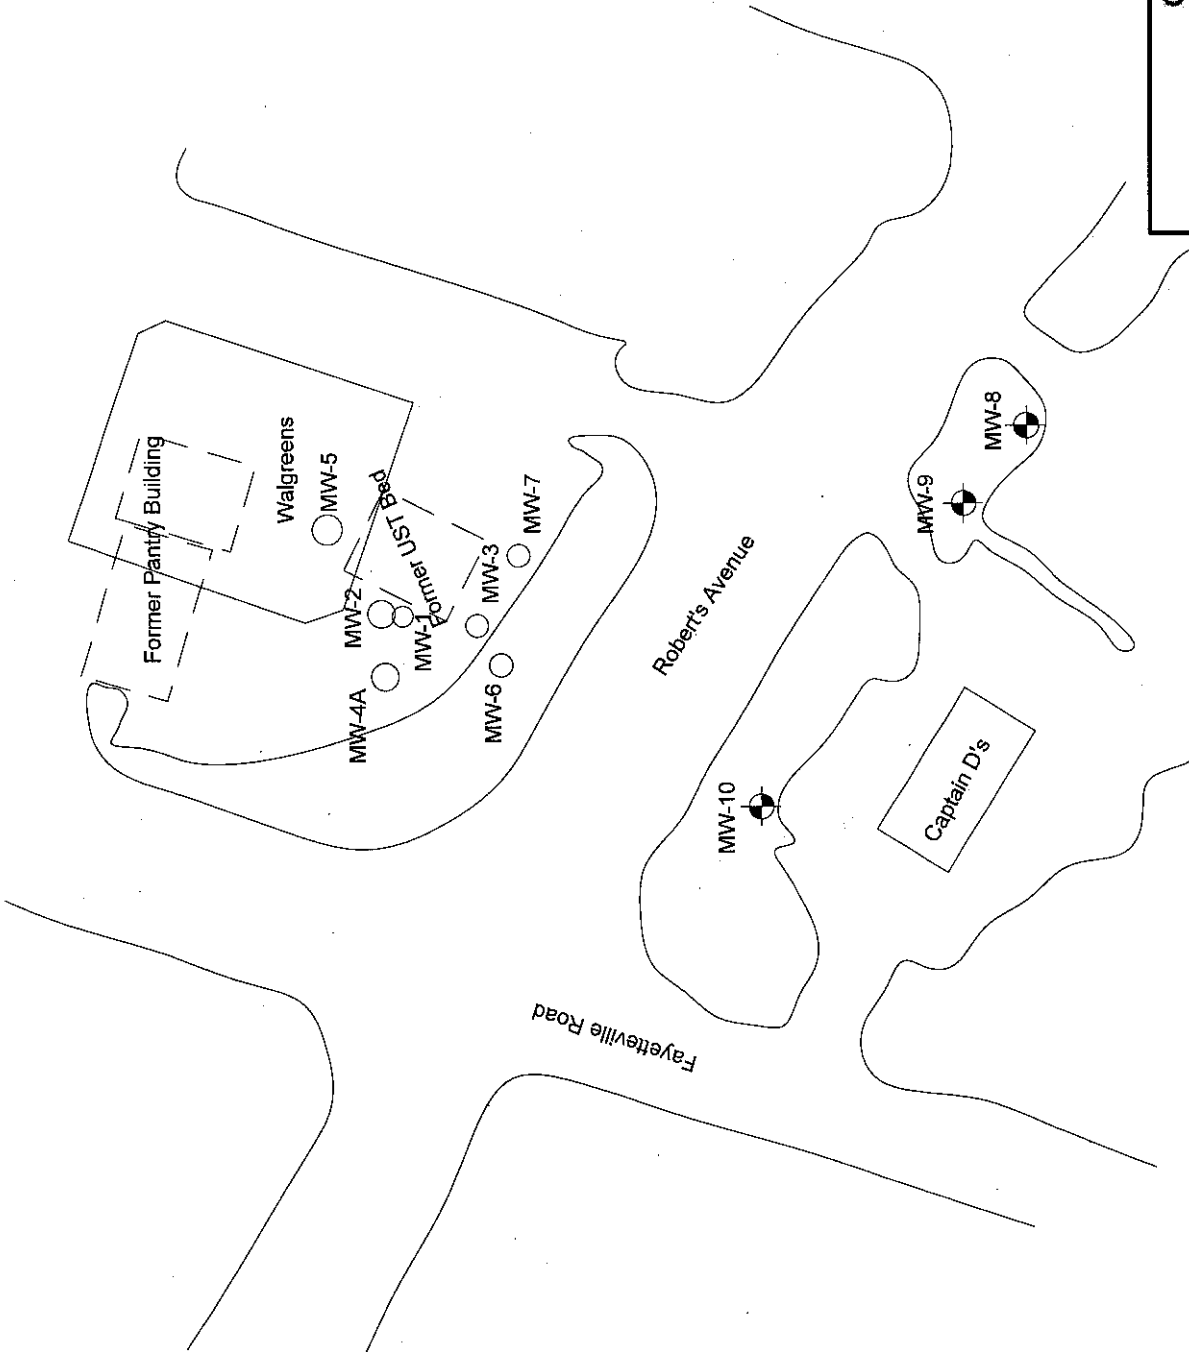 Former Pantry Building
Walgreens
MW-5
Former UST Bed
MW-2
MW-1
MW-4A
MW-3
MW-7
MW-6
Robert's Avenue
MW-8
MW-9
MW-10
Captain D's
Fayetteville Road